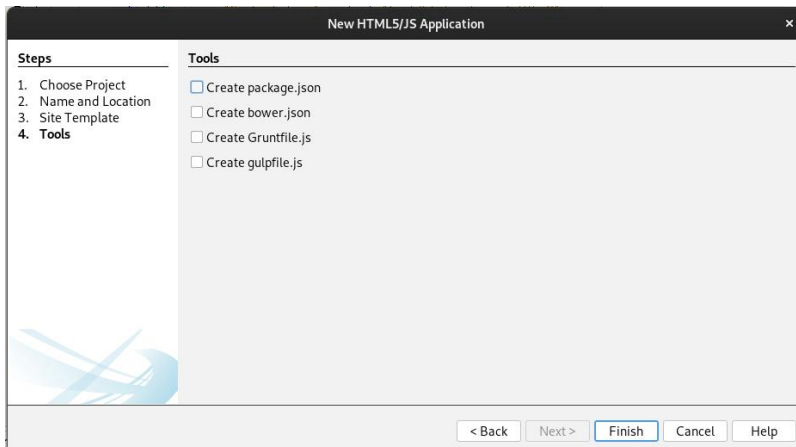 New HTML5/JS Application
×
Steps
1. Choose Project
2. Name and Location
3. Site Template
4. Tools
Tools
Create package.json
Create bower.json
Create Gruntfile.js
Create gulpfile.js
< Back
Next >
Finish
Cancel
Help